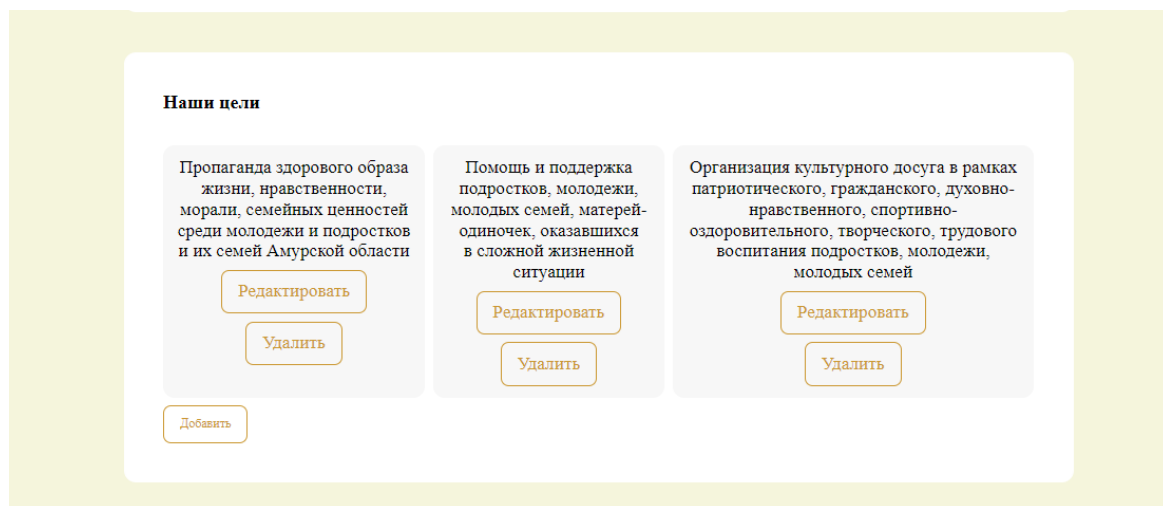 Наши цели
Пропаганда здорового образа
жизни, нравственности,
морали, семейных ценностей
среди молодежи и подростков
и их семей Амурской области
Редактировать
Удалить
Помощь и поддержка
подростков, молодежи,
молодых семей, матерей-
одиночек, оказавшихся
в сложной жизненной
ситуации
Редактировать
Удалить
Организация культурного досуга в рамках
патриотического, гражданского, духовно-
нравственного, спортивно-
оздоровительного, творческого, трудового
воспитания подростков, молодежи,
молодых семей
Редактировать
Удалить
Добавить